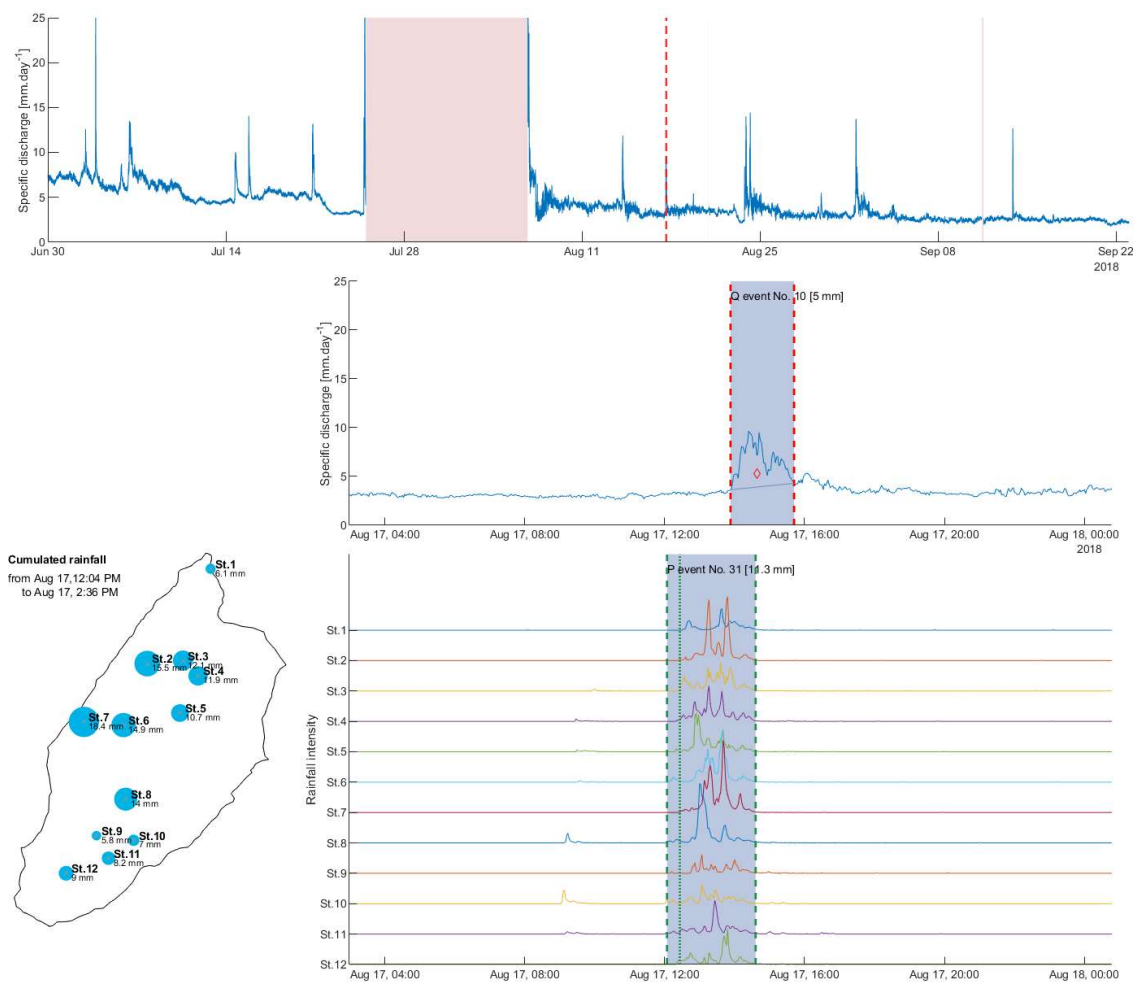 Specific discharge [mm.day⁻¹]
25
20
15
10
5
0
Jun 30
Jul 14
Jul 28
Aug 11
Aug 25
Sep 08
Sep 22
2018
Specific discharge [mm.day⁻¹]
25
20
15
10
5
0
Q event No. 10 [5 mm]
Aug 17, 04:00
Aug 17, 08:00
Aug 17, 12:00
Aug 17, 16:00
Aug 17, 20:00
Aug 18, 00:00
2018
Cumulated rainfall
from Aug 17,12:04 PM
to Aug 17, 2:36 PM
St.1
6.1 mm
St.2
15.5 mm
St.3
12.1 mm
St.4
11.9 mm
St.5
10.7 mm
St.7
18.4 mm
St.6
14.9 mm
St.8
14 mm
St.9
5.8 mm
St.10
7 mm
St.11
8.2 mm
St.12
9 mm
P event No. 31 [11.3 mm]
Rainfall intensity
St.1
St.2
St.3
St.4
St.5
St.6
St.7
St.8
St.9
St.10
St.11
St.12
Aug 17, 04:00
Aug 17, 08:00
Aug 17, 12:00
Aug 17, 16:00
Aug 17, 20:00
Aug 18, 00:00